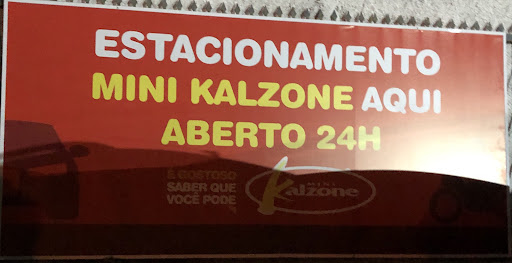 ESTACIONAMENTO
MINI KALZONE AQUI
ABERTO 24H
É GOSTOSO
SABER QUE
VOCÊ PODE
MINI
Kalzone